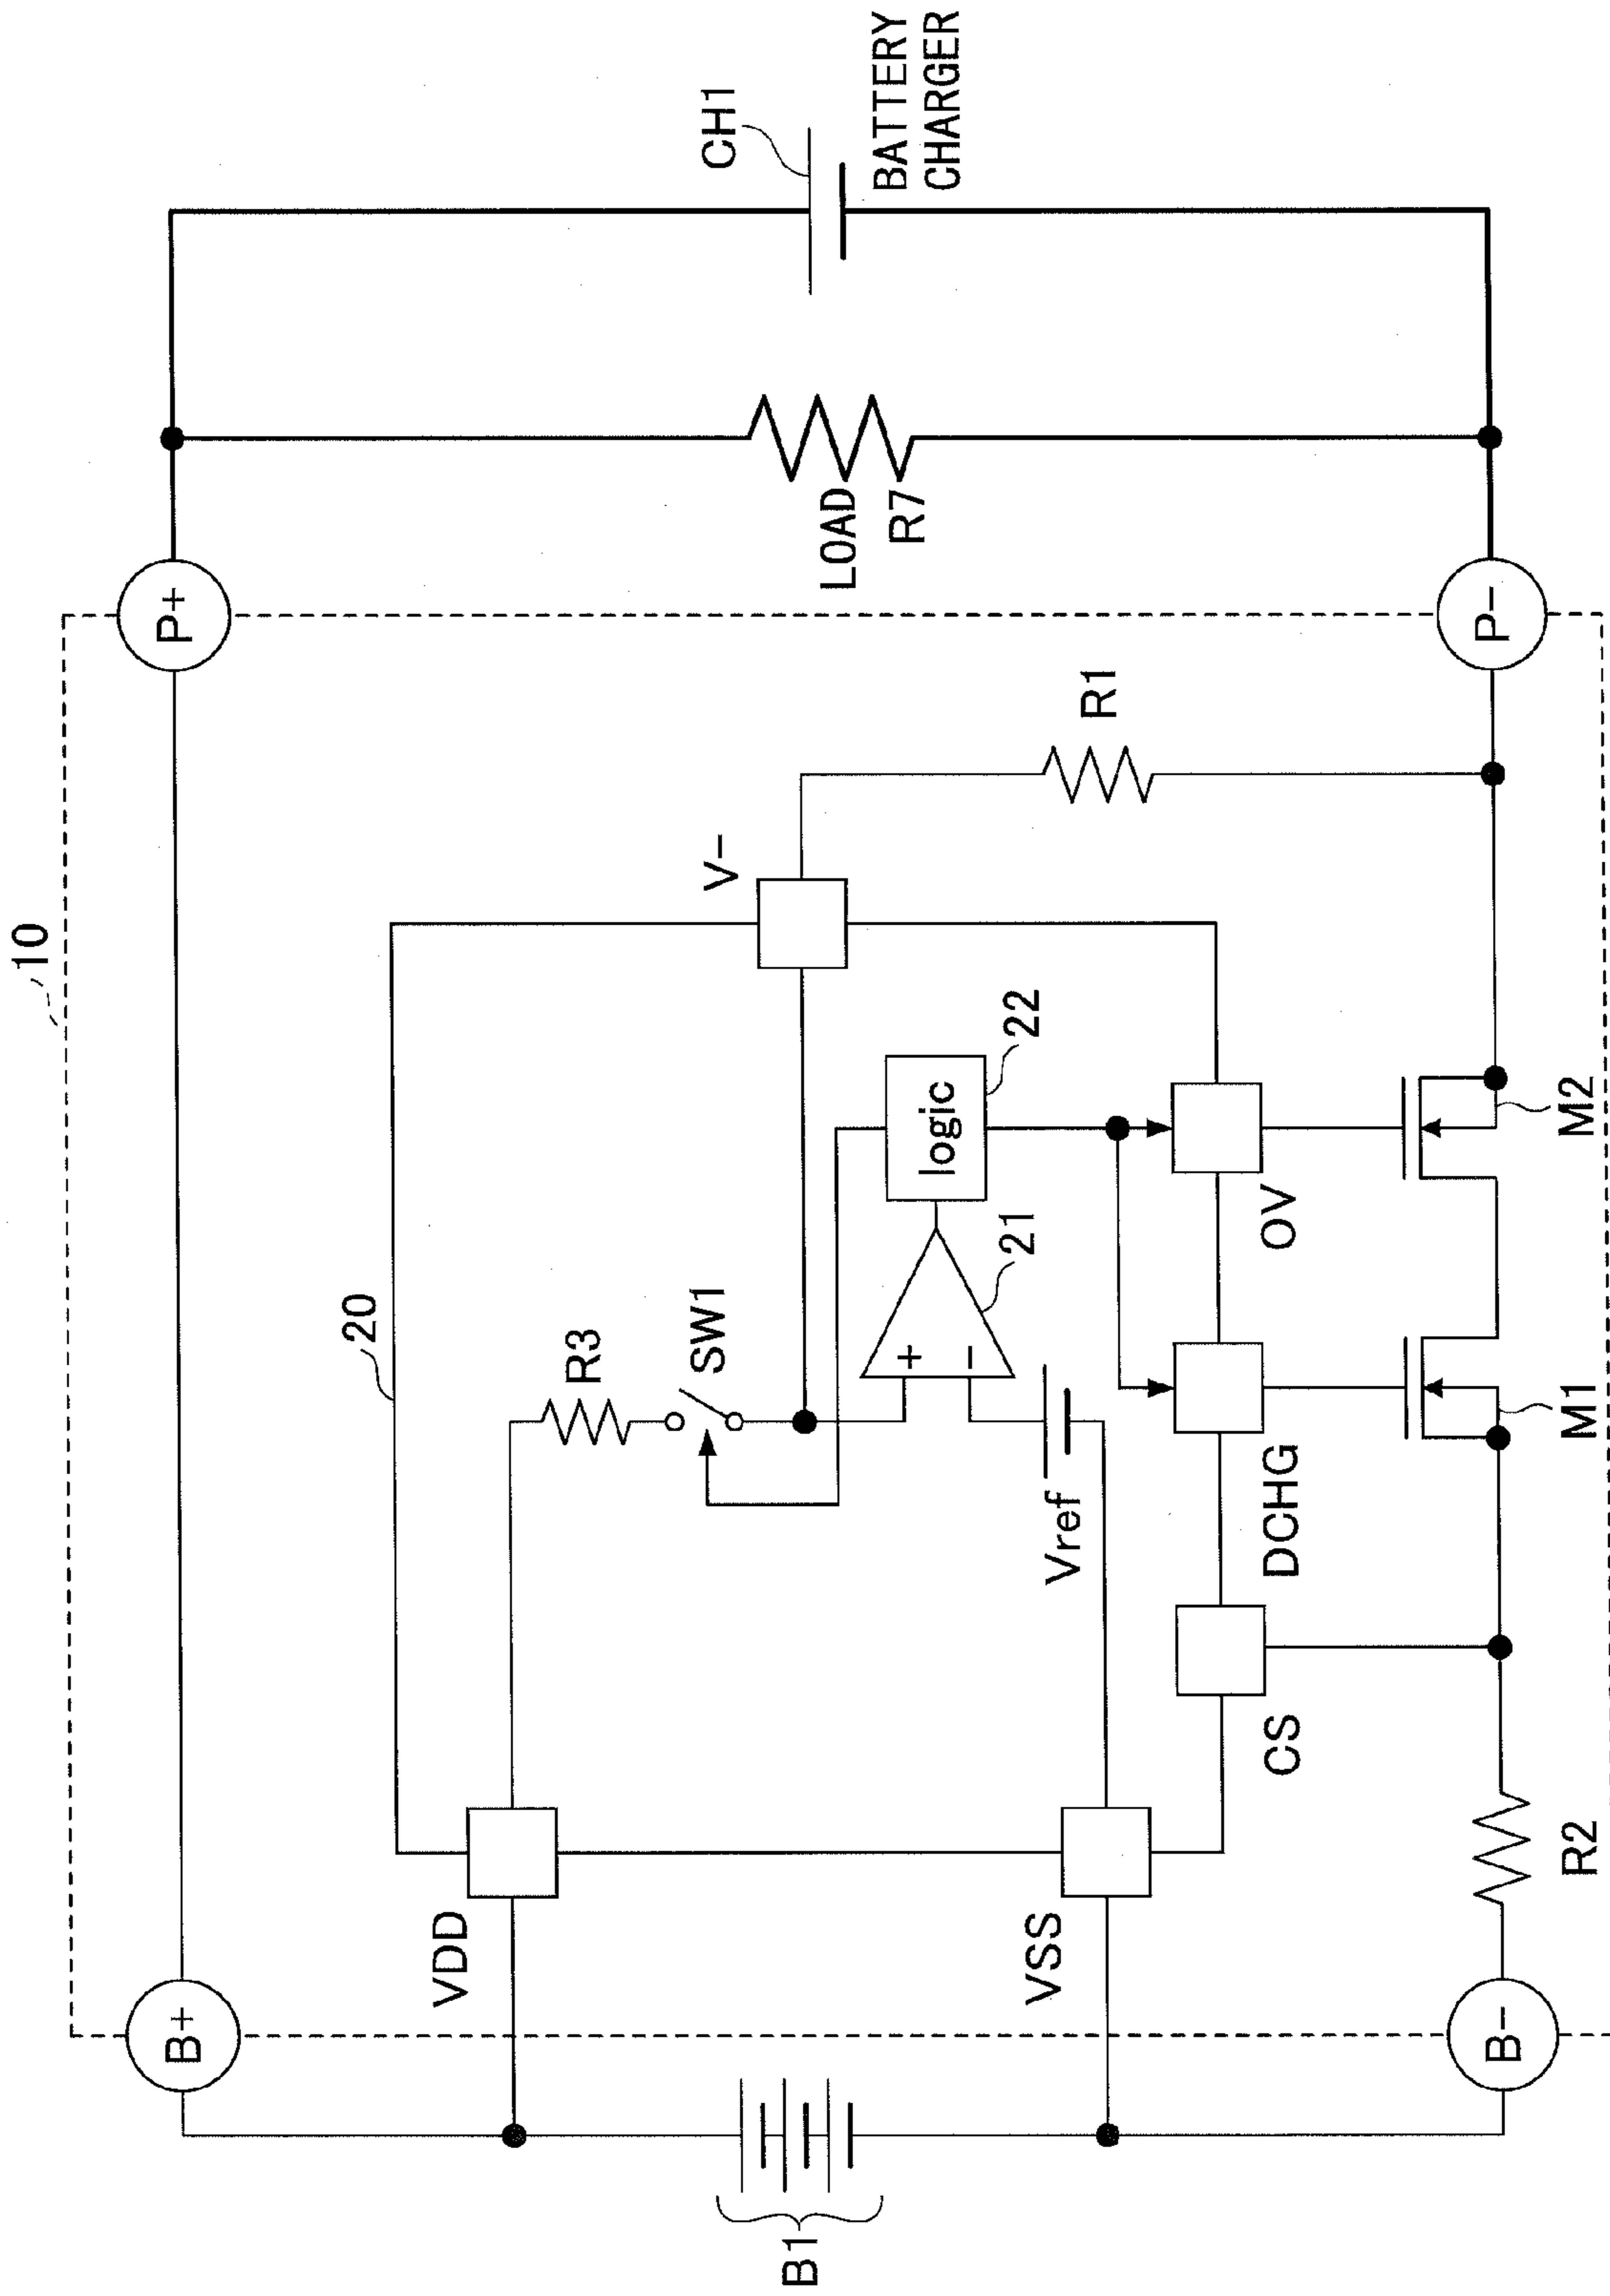 10
B+
P+
20
VDD
R3
SW1
V-
CH1
BATTERY
CHARGER
B1
+
-
21
logic
22
LOAD
R7
R1
VSS
Vref
CS
DCHG
OV
B-
R2
M1
M2
P-